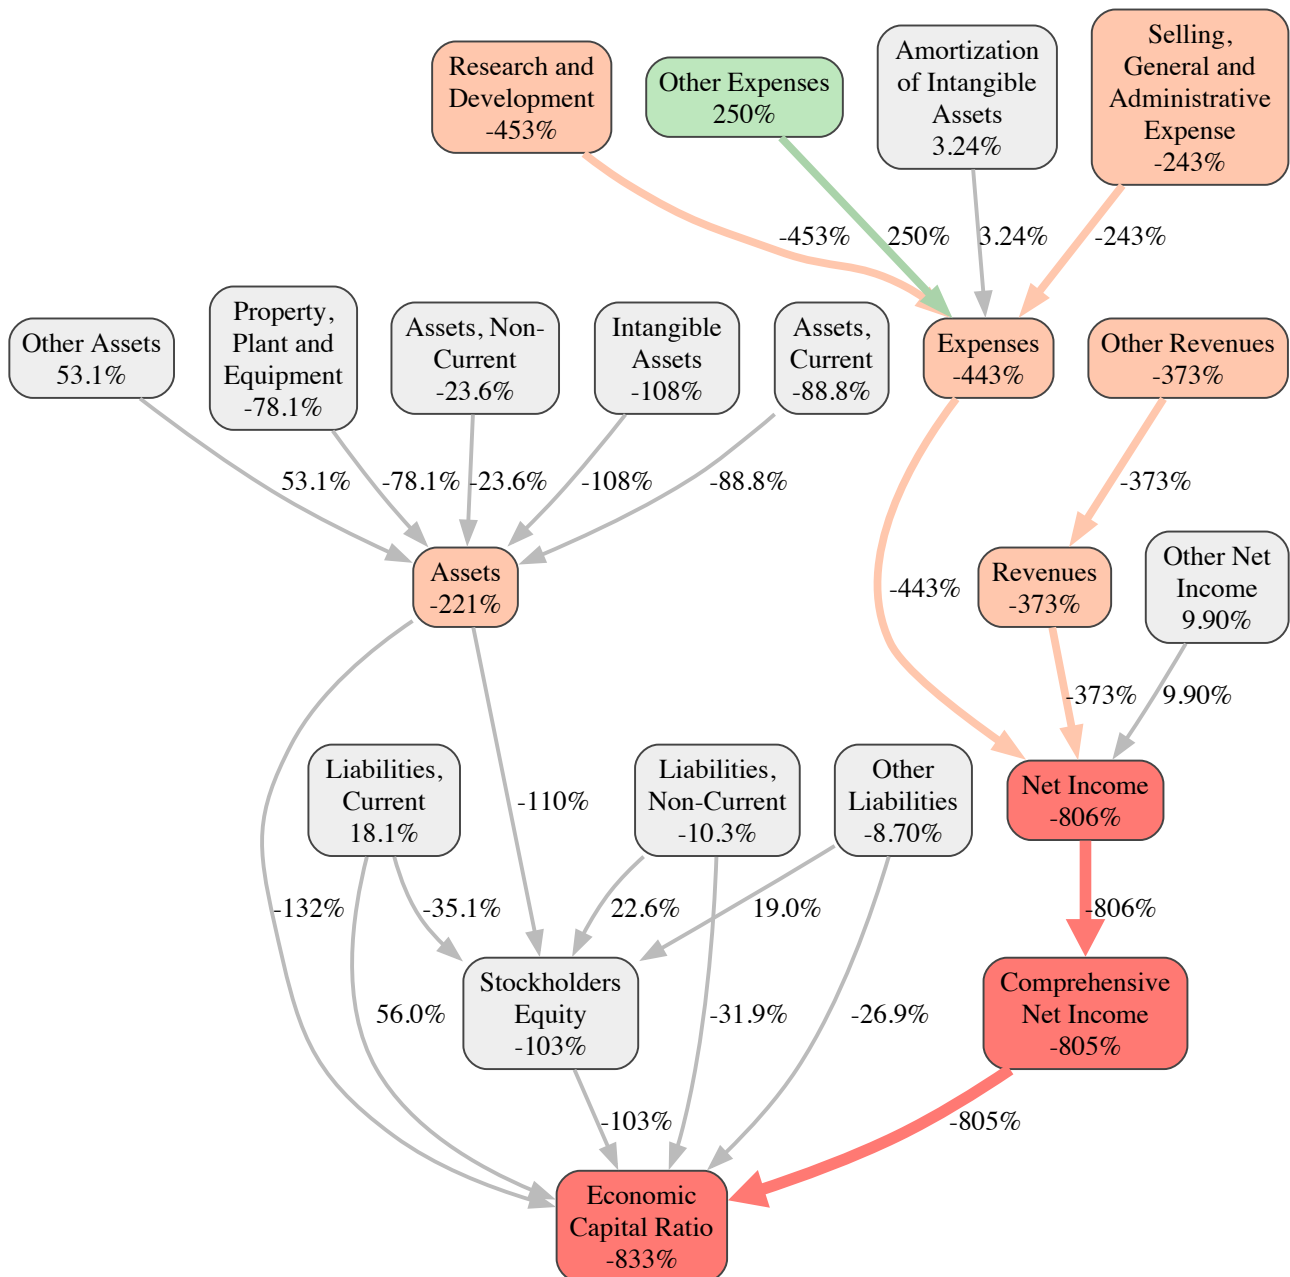 Research and
Development
-453%
Other Expenses
250%
Amortization
of Intangible
Assets
3.24%
Selling,
General and
Administrative
Expense
-243%
-453%
250%
3.24%
-243%
Other Assets
53.1%
Property,
Plant and
Equipment
-78.1%
Assets, Non-
Current
-23.6%
Intangible
Assets
-108%
Assets,
Current
-88.8%
Expenses
-443%
Other Revenues
-373%
53.1%
-78.1%
-23.6%
-108%
-88.8%
-373%
Assets
-221%
-443%
Revenues
-373%
Other Net
Income
9.90%
-373%
9.90%
Liabilities,
Current
18.1%
-110%
Liabilities,
Non-Current
-10.3%
Other
Liabilities
-8.70%
Net Income
-806%
-132%
-35.1%
22.6%
19.0%
-806%
Stockholders
Equity
-103%
56.0%
-31.9%
-26.9%
Comprehensive
Net Income
-805%
-103%
-805%
Economic
Capital Ratio
-833%